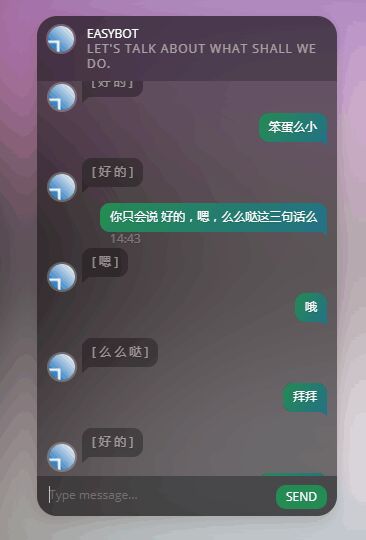 EASYBOT
LET'S TALK ABOUT WHAT SHALL WE
DO.
[好的]
笨蛋么小
[好的]
你只会说 好的，嗯，么么哒这三句话么
14:43
[嗯]
哦
[么么哒]
拜拜
[好的]
Type message...
SEND